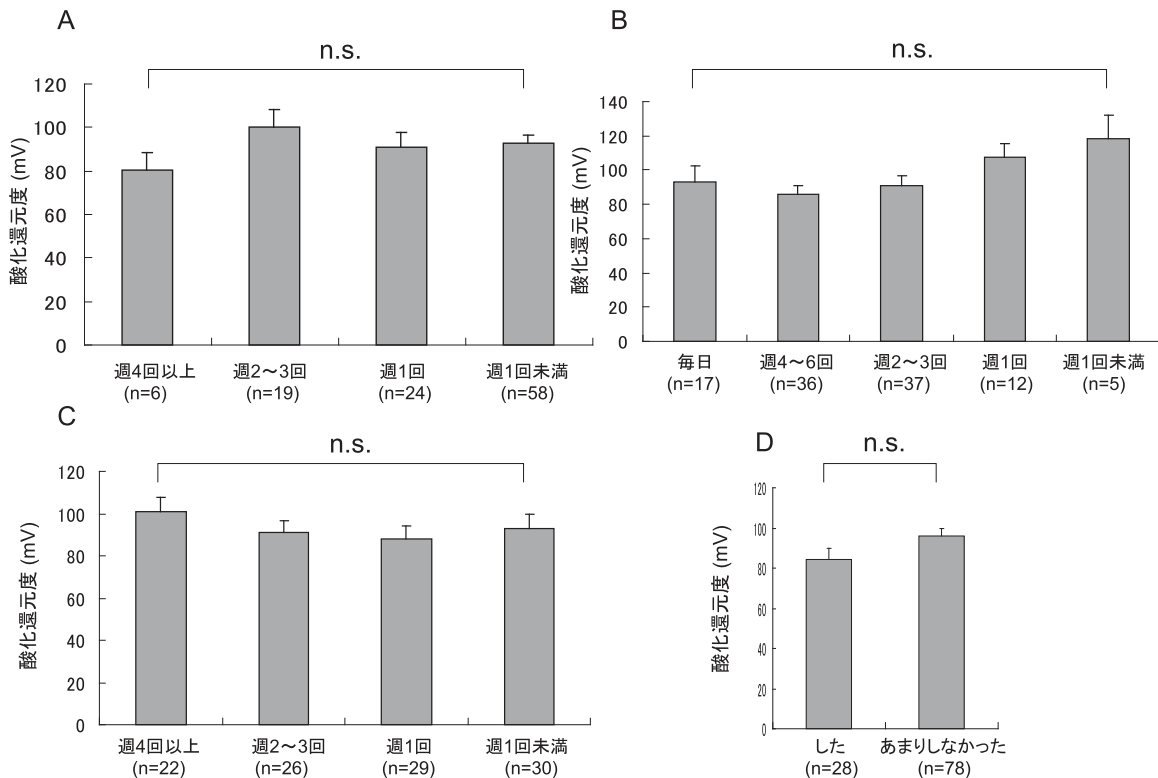 A
n.s.
酸化還元度 (mV)
120
100
80
60
40
20
0
週4回以上
(n=6)
週2～3回
(n=19)
週1回
(n=24)
週1回未満
(n=58)
B
n.s.
酸化還元度 (mV)
140
120
100
80
60
40
20
0
毎日
(n=17)
週4～6回
(n=36)
週2～3回
(n=37)
週1回
(n=12)
週1回未満
(n=5)
C
n.s.
酸化還元度 (mV)
120
100
80
60
40
20
0
週4回以上
(n=22)
週2～3回
(n=26)
週1回
(n=29)
週1回未満
(n=30)
D
n.s.
酸化還元度 (mV)
120
100
80
60
40
20
0
した
(n=28)
あまりしなかった
(n=78)